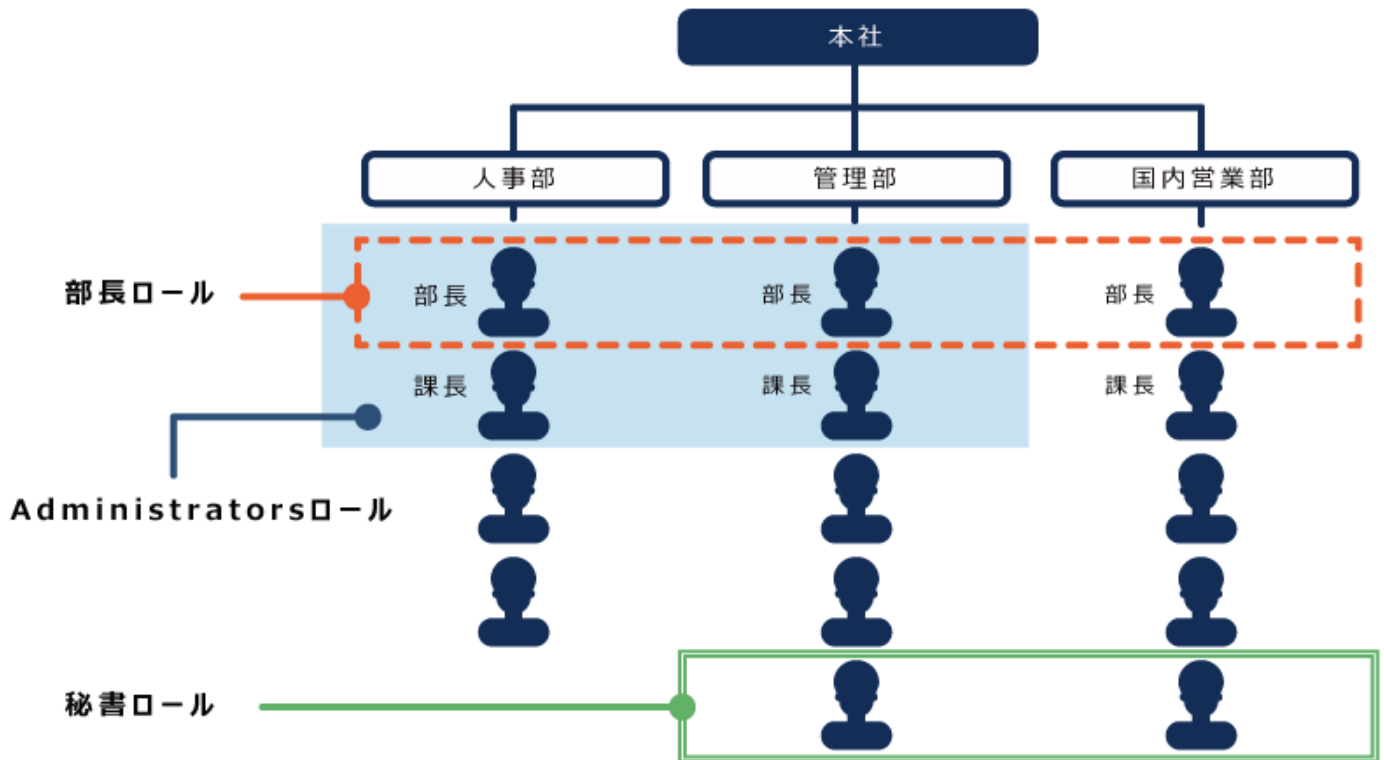 本社
人事部
管理部
国内営業部
部長ロール
部長
部長
部長
課長
課長
課長
Administratorsロール
秘書ロール